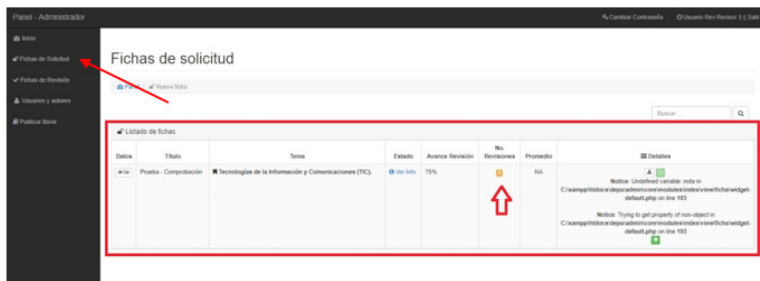 Panel - Administrador
Cambiar Contraseña
Usuario Rev Revisor 3 || Salir
Inicio
Fichas de Solicitud
Fichas de Revisión
Usuarios y autores
Publicar libros
Fichas de solicitud
Panel / Nueva ficha
Buscar ...
Listado de fichas
Datos Título Tema Estado Avance Revisión No. Revisiones Promedio Detalles
Ver Prueba - Comprobación Tecnologías de la Información y Comunicaciones (TIC). Ver Info 75% NA
Notice: Undefined variable: nota in
C:\xampp\htdocs\depu\admin\core\modules\index\view\ficha\widget-
default.php on line 193
Notice: Trying to get property of non-object in
C:\xampp\htdocs\depu\admin\core\modules\index\view\ficha\widget-
default.php on line 193